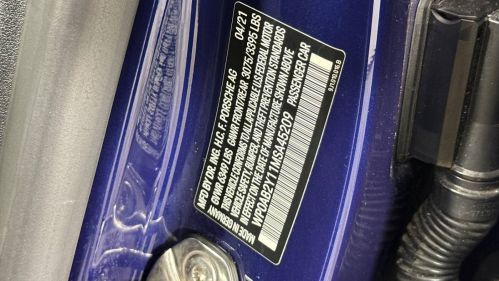 MFD BY DR. ING. H.C. F. PORSCHE AG 04/21
GVWR 6349 LBS GAWR FRONT/REAR 3075/3395 LBS
THIS VEHICLE CONFORMS TO ALL APPLICABLE U.S. FEDERAL MOTOR
VEHICLE SAFETY, BUMPER, AND THEFT PREVENTION STANDARDS
IN EFFECT ON THE DATE OF MANUFACTURE SHOWN ABOVE
WP0AB2Y11MSA45209 PASSENGER CAR
MADE IN GERMANY